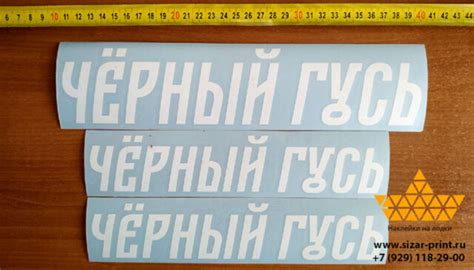 ЧЁРНЫЙ ГУСЬ
ЧЁРНЫЙ ГУСЬ
ЧЁРНЫЙ ГУСЬ
Наклейки на лодки
www.sizar-print.ru
+7 (929) 118-29-00